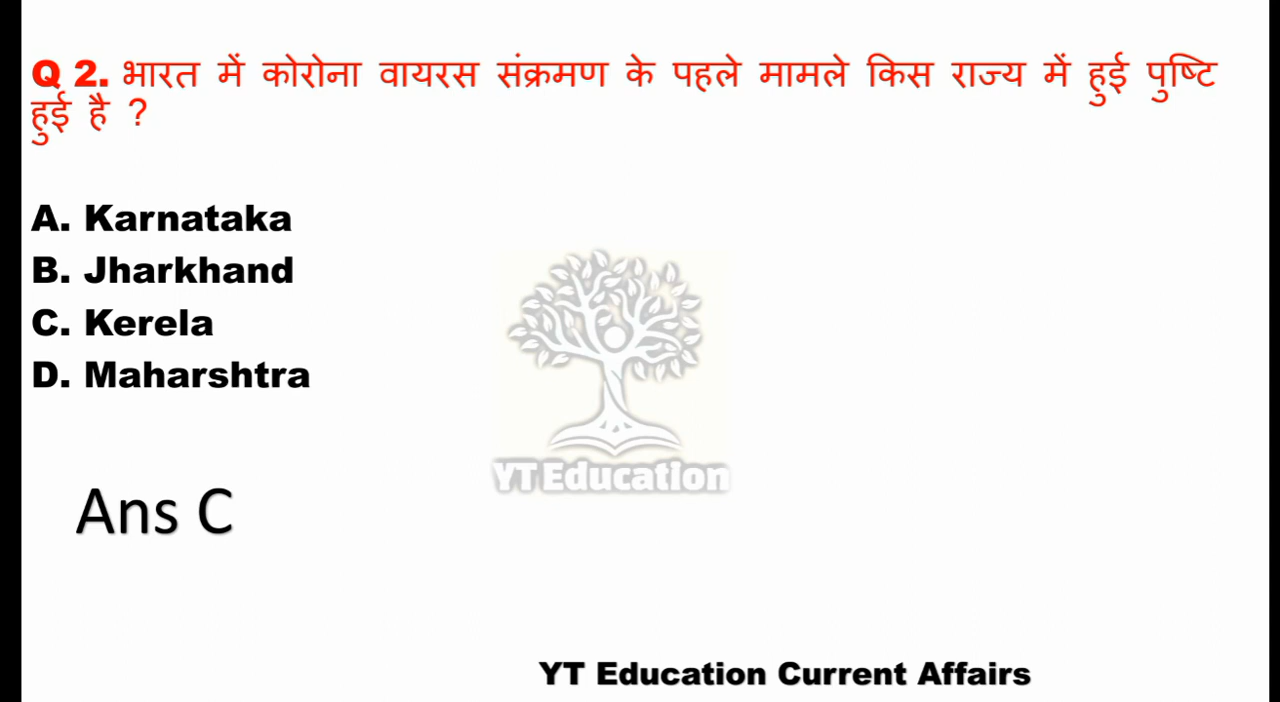 Q 2. भारत में कोरोना वायरस संक्रमण के पहले मामले किस राज्य में हुई पुष्टि
हुई है ?
A. Karnataka
B. Jharkhand
C. Kerela
D. Maharshtra
YT Education
Ans C
YT Education Current Affairs